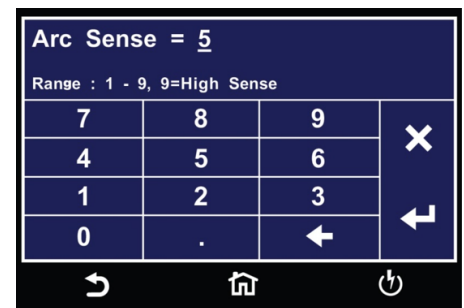 Arc Sense = 5
Range : 1 - 9, 9=High Sense
7 8 9
4 5 6
1 2 3
0 .